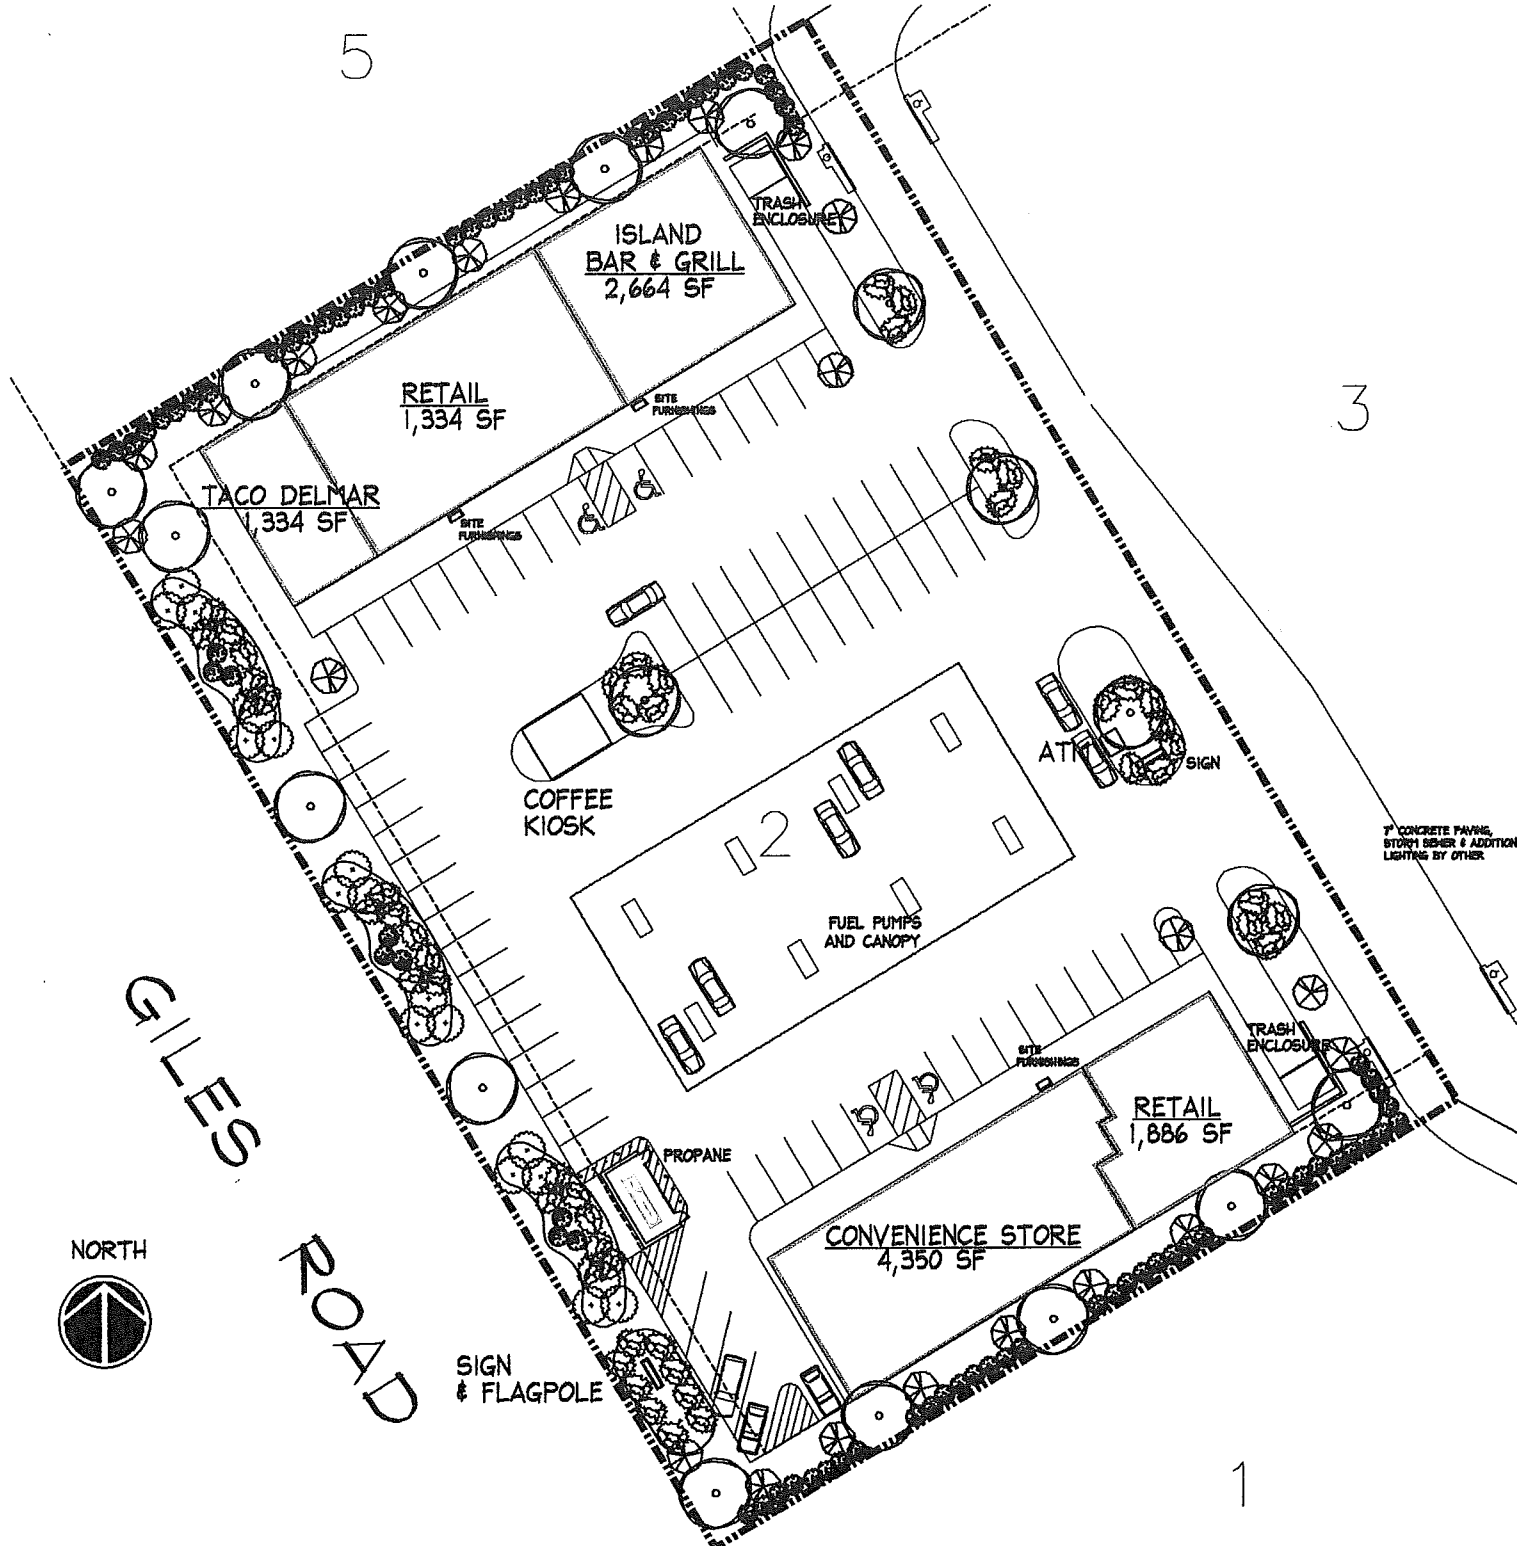 5
TRASH
ENCLOSURE
ISLAND
BAR & GRILL
2,664 SF
RETAIL
1,334 SF
SITE
FURNISHINGS
3
TACO DELMAR
1,334 SF
SITE
FURNISHINGS
ATM
SIGN
COFFEE
KIOSK
2
7" CONCRETE PAVING,
STORM SEWER & ADDITION
LIGHTING BY OTHER
FUEL PUMPS
AND CANOPY
GILES ROAD
TRASH
ENCLOSURE
SITE
FURNISHINGS
RETAIL
1,886 SF
PROPANE
CONVENIENCE STORE
4,350 SF
NORTH
SIGN
& FLAGPOLE
1